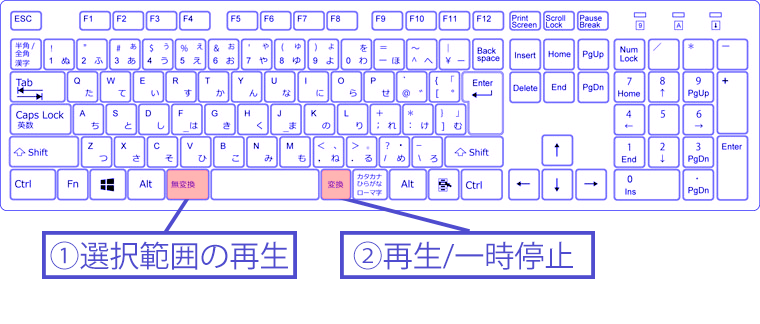 ESC F1 F2 F3 F4 F5 F6 F7 F8 F9 F10 F11 F12 Print Screen Scroll Lock Pause Break 9 A
半角/全角 漢字 ! 1 ぬ " 2 ふ # ぁ 3 あ $ ぅ 4 う % ぇ 5 え & ぉ 6 お ' ゃ 7 や ( ゅ 8 ゆ ) ょ 9 よ を 0 わ = - ほ ~ ^ へ | ¥ ー Back space Insert Home PgUp Num Lock / * -
Tab Q た W て E い R す T か Y ん U な I に O ら P せ ` @ ゛ { 「 [ ゜ Enter Delete End PgDn 7 Home 8 ↑ 9 PgUp +
Caps Lock 英数 A ち S と D し F _は G き H く J _ま K の L り + ; れ * : け } 」 ] む 4 ← 5 6 →
⇧ Shift Z つ X さ C そ V ひ B こ N み M も < 、 , ね > 。 . る ? ・ / め _ \ ろ ⇧ Shift ↑ 1 End 2 ↓ 3 PgDn Enter
Ctrl Fn Alt 無変換 変換 カタカナ ひらがな ローマ字 Alt Ctrl ← ↓ → 0 Ins . PgDn
①選択範囲の再生 ②再生/一時停止